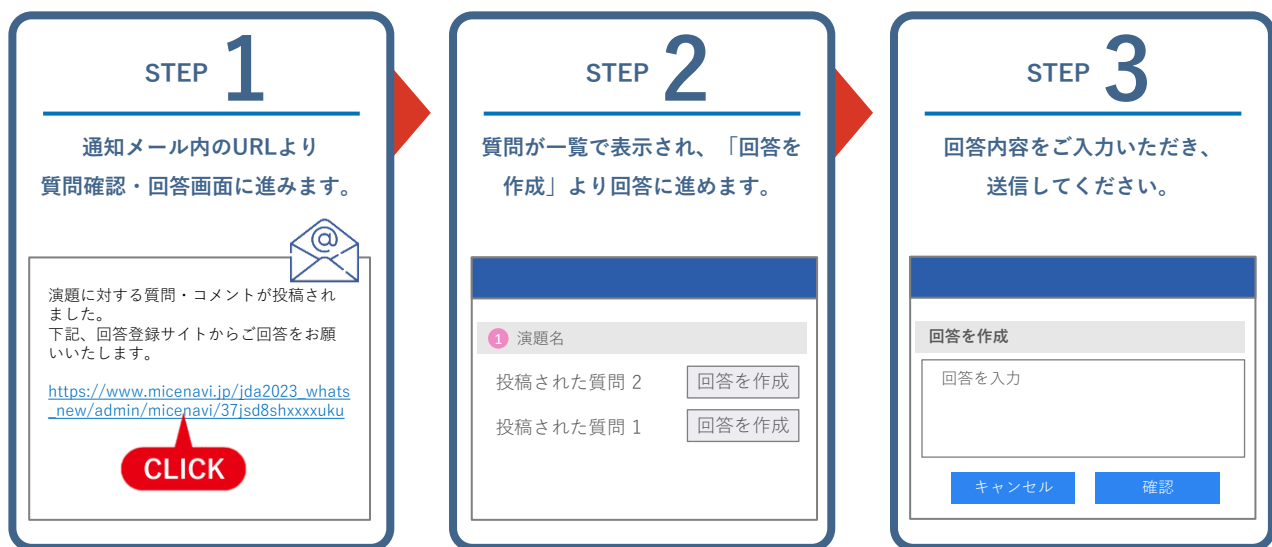 STEP 1
通知メール内のURLより
質問確認・回答画面に進みます。
@
演題に対する質問・コメントが投稿され
ました。
下記、回答登録サイトからご回答をお願
いいたします。
https://www.micenavi.jp/jda2023_whats
_new/admin/micenavi/37jsd8shxxxxuku
CLICK
STEP 2
質問が一覧で表示され、「回答を
作成」より回答に進めます。
1 演題名
投稿された質問 2 回答を作成
投稿された質問 1 回答を作成
STEP 3
回答内容をご入力いただき、
送信してください。
回答を作成
回答を入力
キャンセル 確認